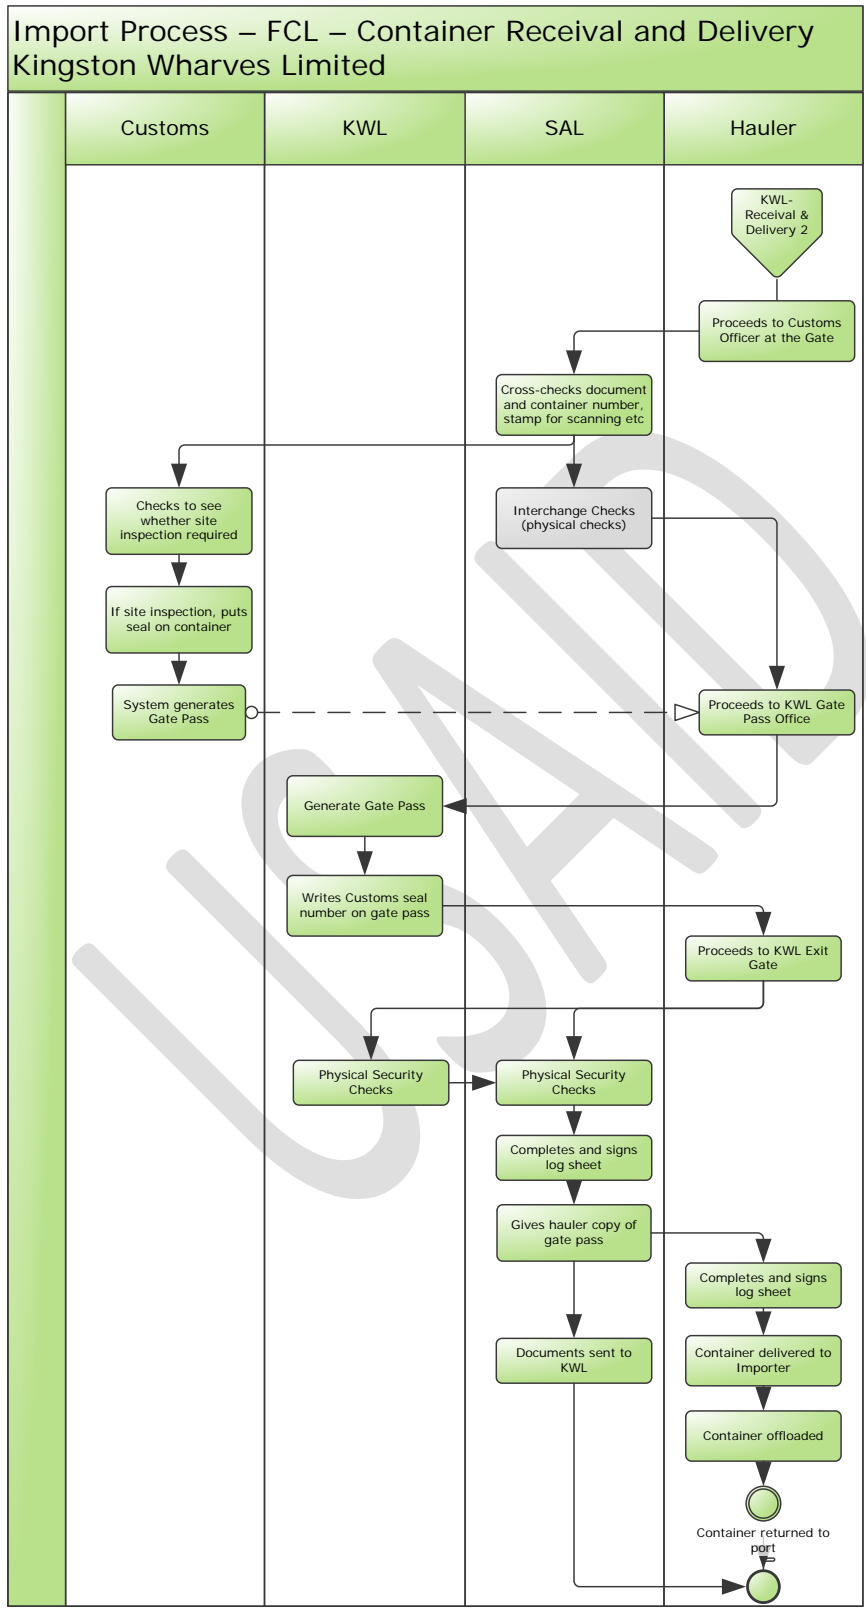 Import Process – FCL – Container Receival and Delivery
Kingston Wharves Limited
Customs
KWL
SAL
Hauler
KWL-
Receival &
Delivery 2
Proceeds to Customs
Officer at the Gate
Cross-checks document
and container number,
stamp for scanning etc
Checks to see
whether site
inspection required
Interchange Checks
(physical checks)
If site inspection, puts
seal on container
System generates
Gate Pass
Proceeds to KWL Gate
Pass Office
Generate Gate Pass
Writes Customs seal
number on gate pass
Proceeds to KWL Exit
Gate
Physical Security
Checks
Physical Security
Checks
Completes and signs
log sheet
Gives hauler copy of
gate pass
Completes and signs
log sheet
Documents sent to
KWL
Container delivered to
Importer
Container offloaded
Container returned to
port
USAID